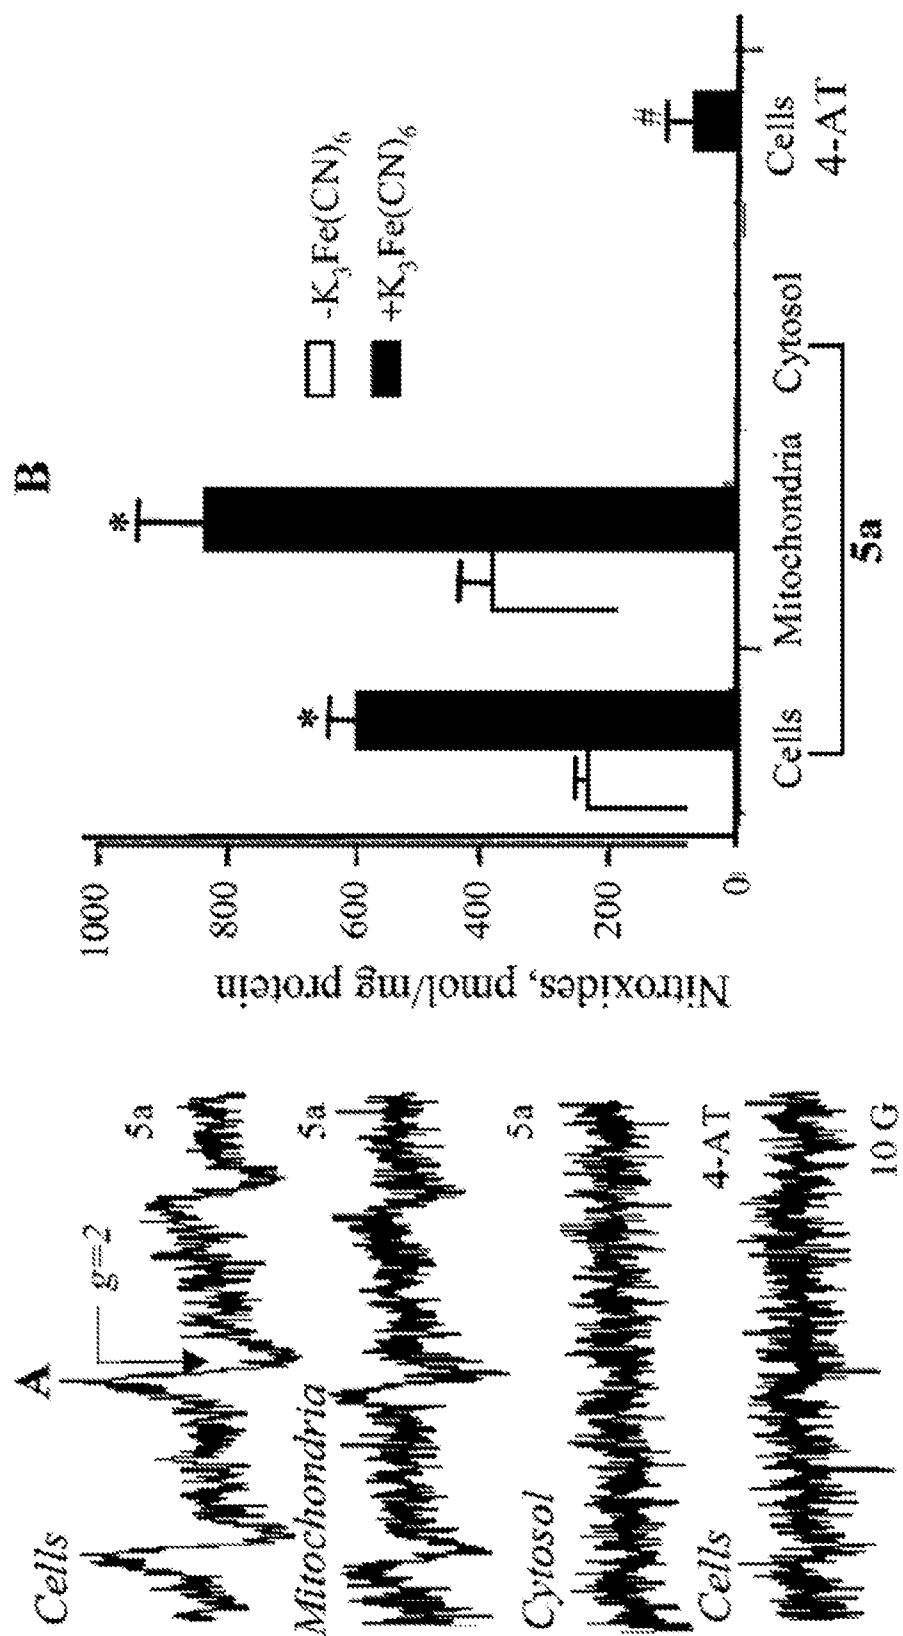 A
Cells
5a
g=2
Mitochondria
5a
Cytosol
5a
Cells
4-AT
10 G
B
Nitroxides, pmol/mg protein
1000
800
600
400
200
0
-K3Fe(CN)6
+K3Fe(CN)6
*
*
#
Cells
Mitochondria
Cytosol
Cells
4-AT
5a